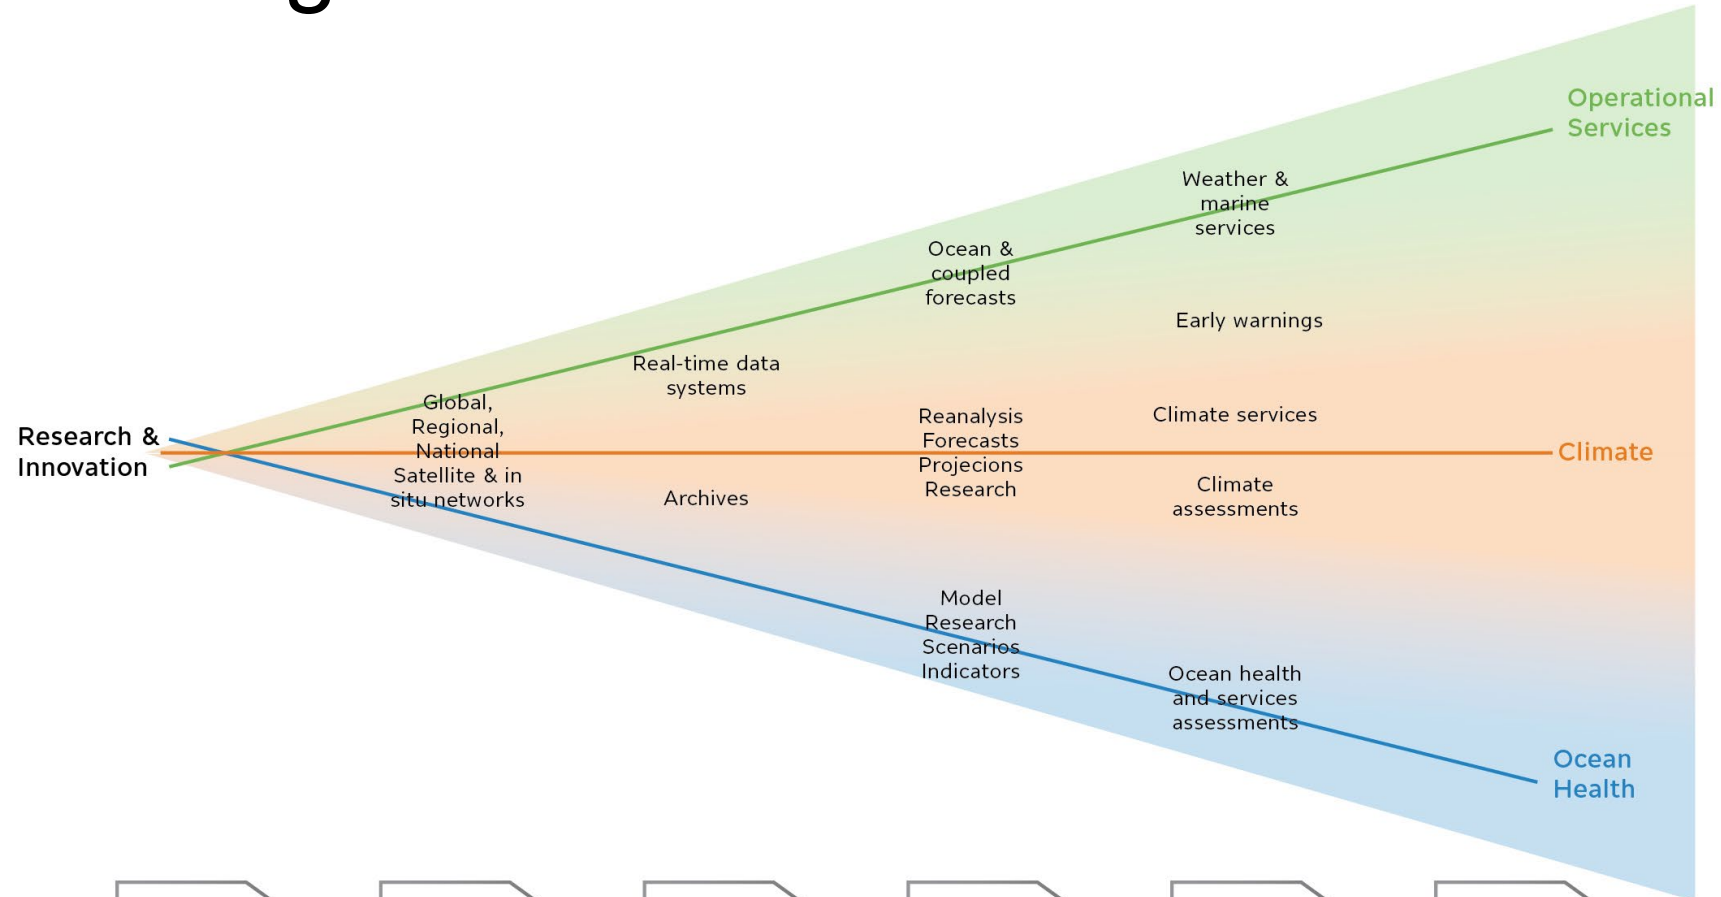 Operational
Services
Weather &
marine
services
Ocean &
coupled
forecasts
Early warnings
Real-time data
systems
Global,
Regional,
National
Satellite & in
situ networks
Reanalysis
Forecasts
Projecions
Research
Climate services
Research &
Innovation
Climate
Archives
Climate
assessments
Model
Research
Scenarios
Indicators
Ocean health
and services
assessments
Ocean
Health